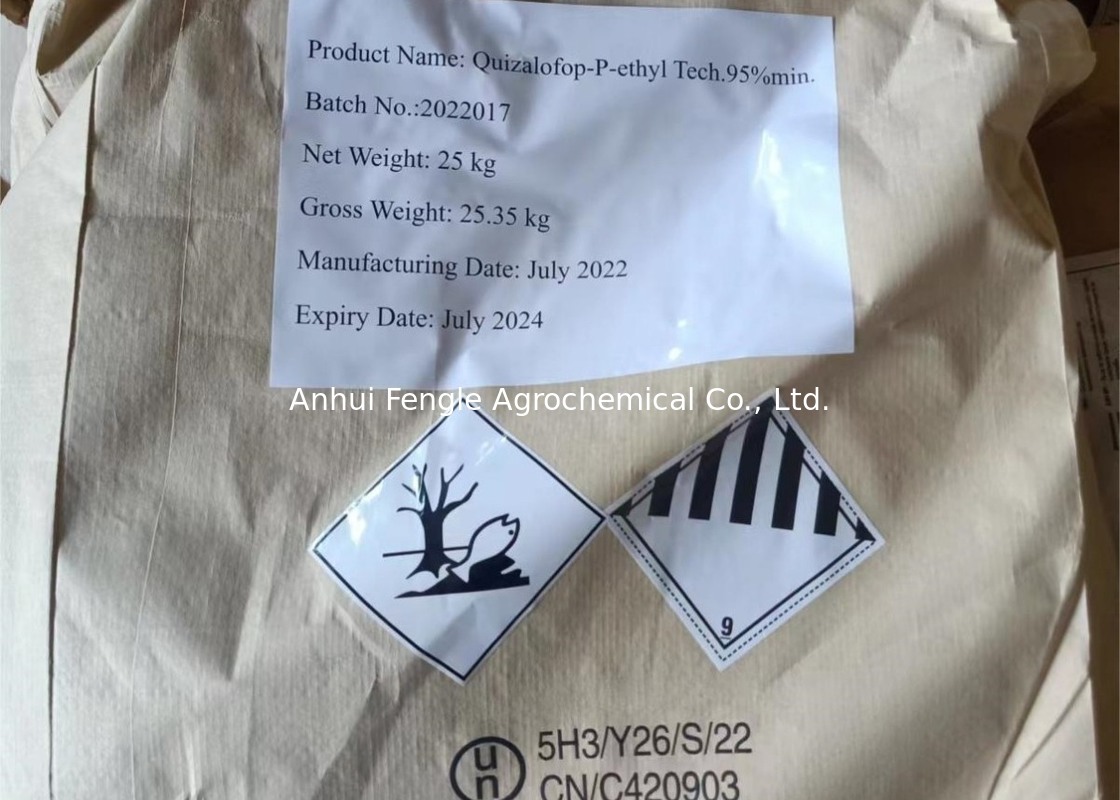 Product Name: Quizalofop-P-ethyl Tech.95%min.
Batch No.:2022017
Net Weight: 25 kg
Gross Weight: 25.35 kg
Manufacturing Date: July 2022
Expiry Date: July 2024
Anhui Fengle Agrochemical Co., Ltd.
9
un 5H3/Y26/S/22
CN/C420903